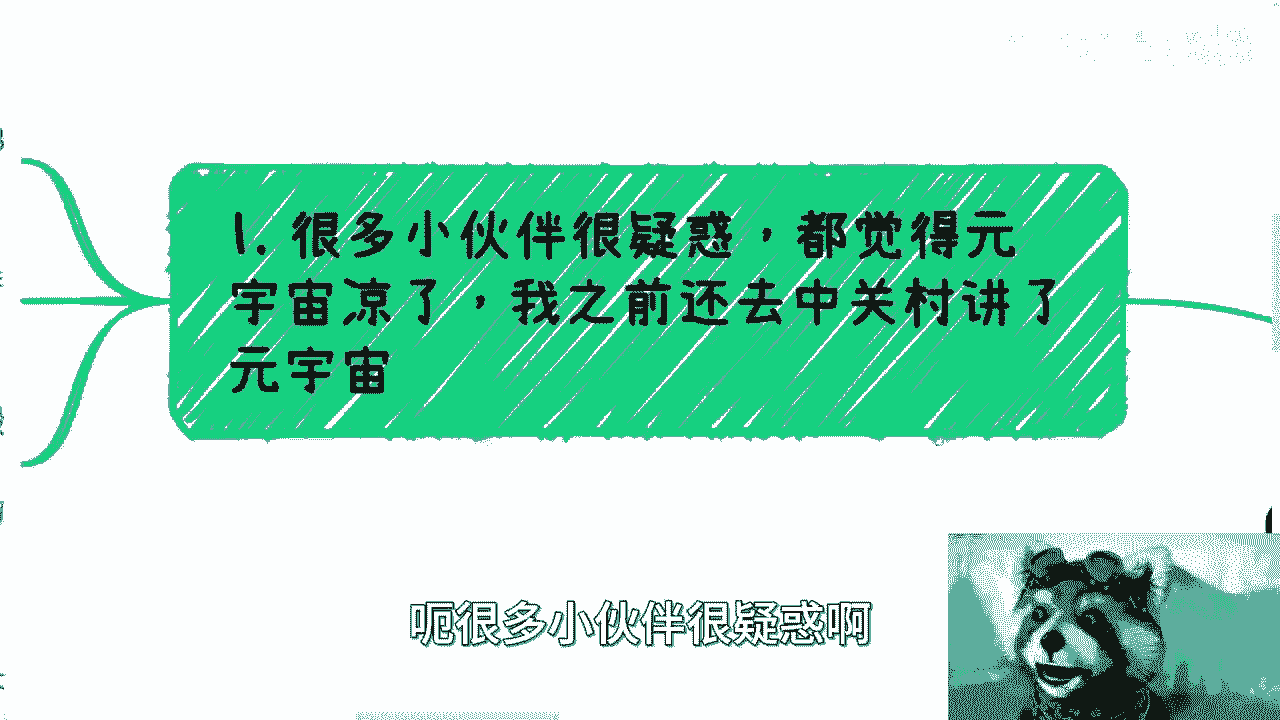 1. 很多小伙伴很疑惑，都觉得元
宇宙凉了，我之前还去中关村讲了
元宇宙
呃很多小伙伴很疑惑啊